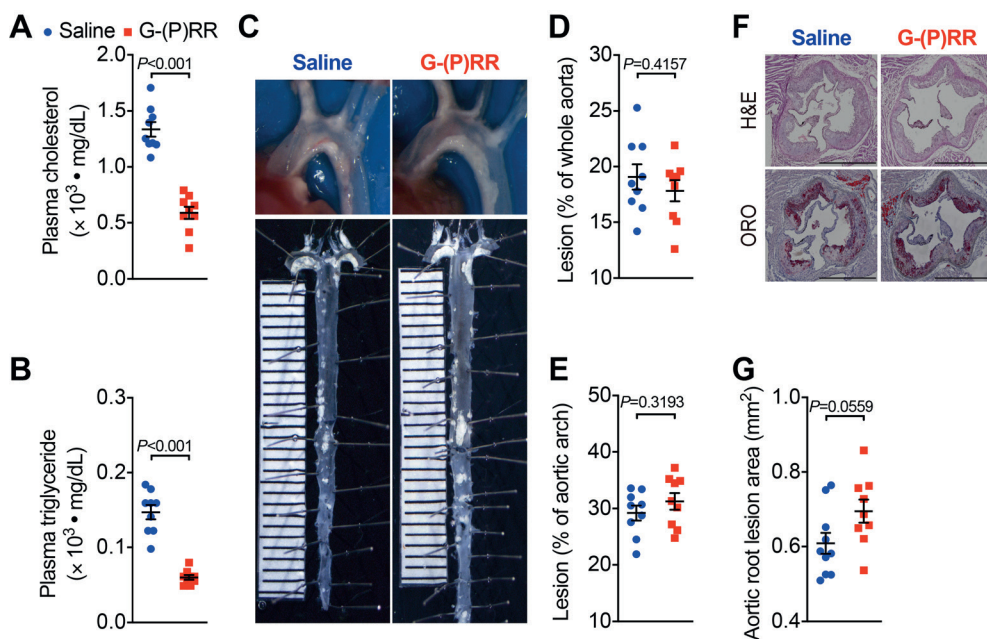 A
Saline G-(P)RR
Plasma cholesterol
(× 10³ • mg/dL)
2.0
1.5
1.0
0.5
0.0
P<0.001
B
Plasma triglyceride
(× 10³ • mg/dL)
0.3
0.2
0.1
0.0
P<0.001
C
Saline G-(P)RR
D
Lesion (% of whole aorta)
30
25
20
15
10
P=0.4157
E
Lesion (% of aortic arch)
50
40
30
20
10
P=0.3193
F
Saline G-(P)RR
H&E
ORO
G
Aortic root lesion area (mm²)
1.0
0.8
0.6
0.4
P=0.0559